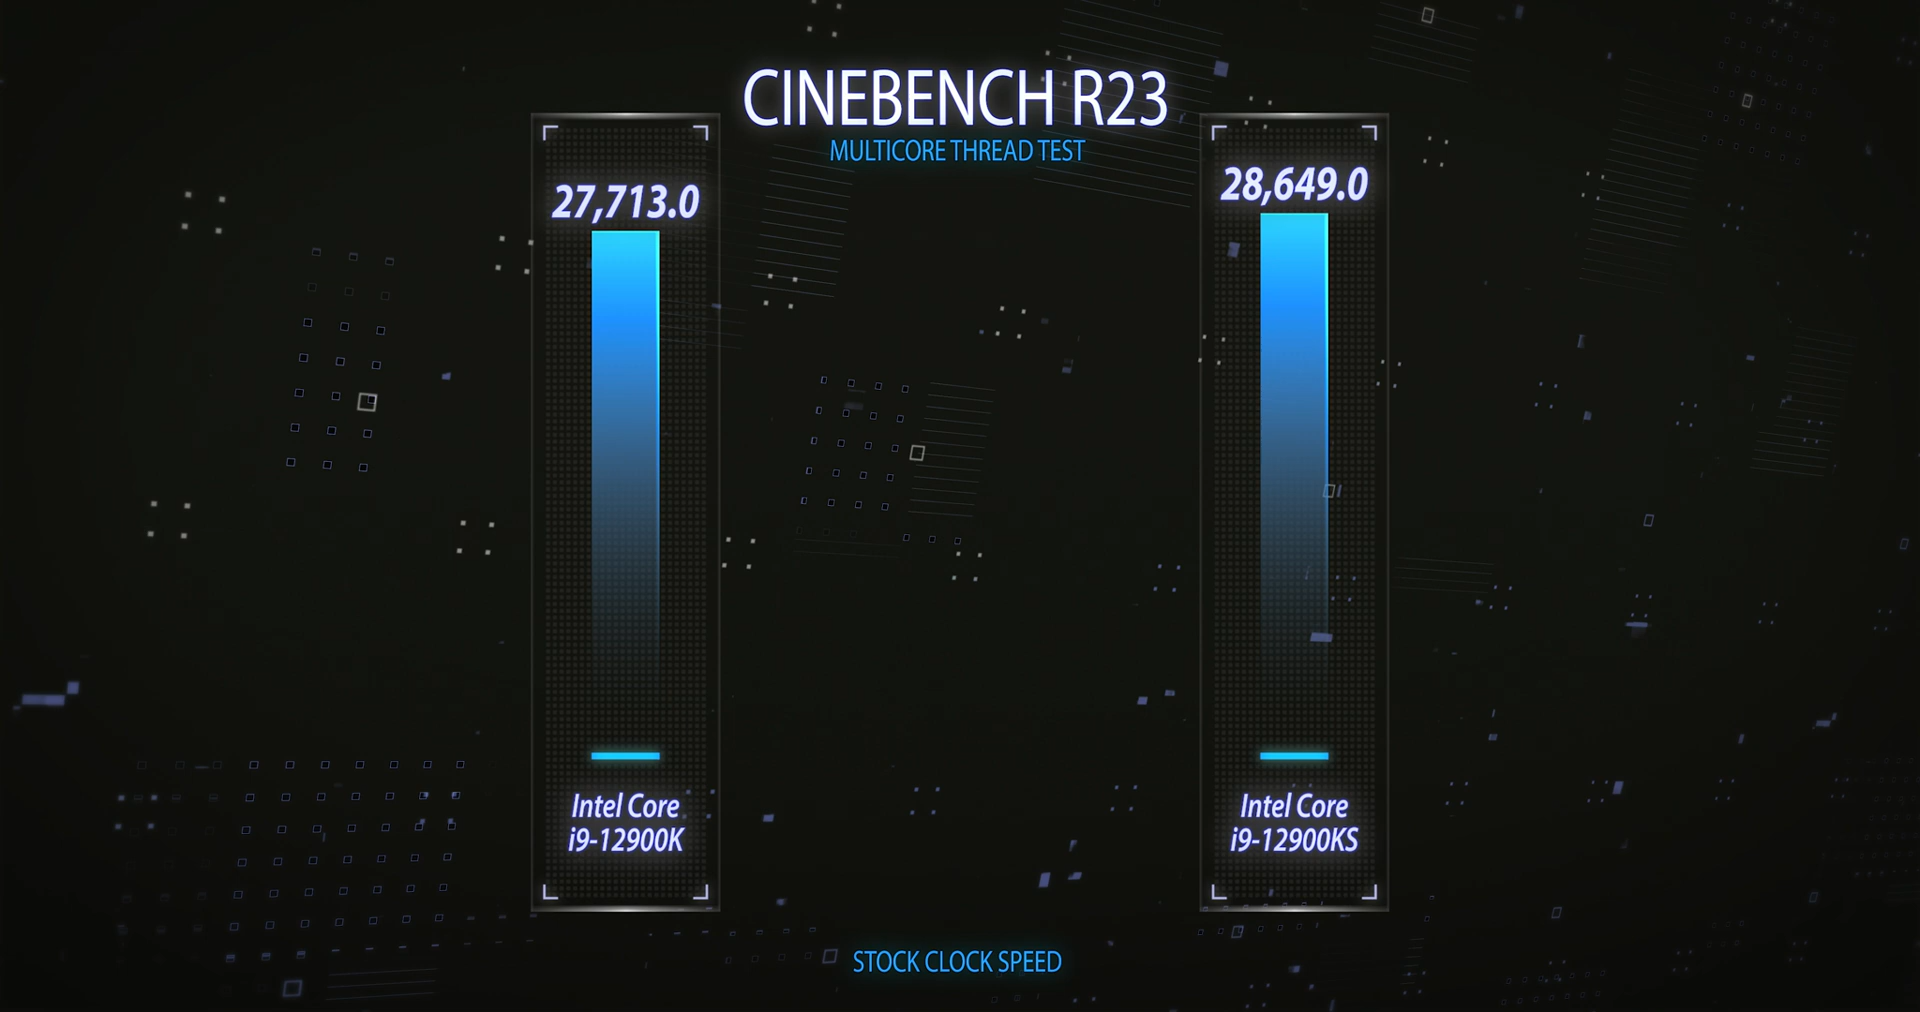 CINEBENCH R23
MULTICORE THREAD TEST
27,713.0
28,649.0
Intel Core
i9-12900K
Intel Core
i9-12900KS
STOCK CLOCK SPEED